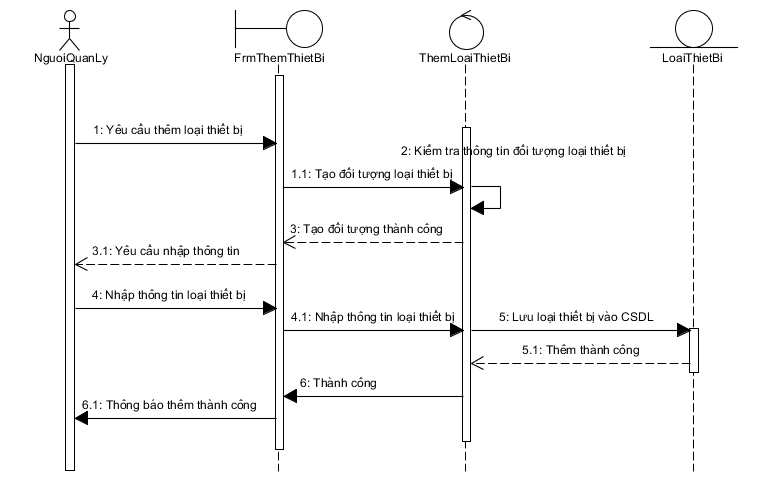 NguoiQuanLy
FrmThemThietBi
ThemLoaiThietBi
LoaiThietBi
1: Yêu cầu thêm loại thiết bị
2: Kiểm tra thông tin đối tượng loại thiết bị
1.1: Tạo đối tượng loại thiết bị
3: Tạo đối tượng thành công
3.1: Yêu cầu nhập thông tin
4: Nhập thông tin loại thiết bị
4.1: Nhập thông tin loại thiết bị
5: Lưu loại thiết bị vào CSDL
5.1: Thêm thành công
6: Thành công
6.1: Thông báo thêm thành công